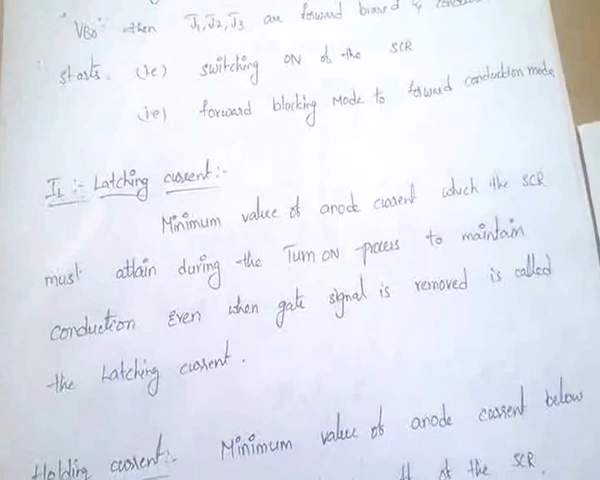 "VBo" then J1, J2, J3 are forward biased &
starts. (ie) switching ON of the SCR
(ie) forward blocking Mode to forward conduction mode
IL :- Latching current :-
Minimum value of anode current which the SCR
must attain during the Turn ON process to maintain
conduction Even when gate signal is removed is called
the Latching current.
Holding current:- Minimum value of anode current below
of the SCR.